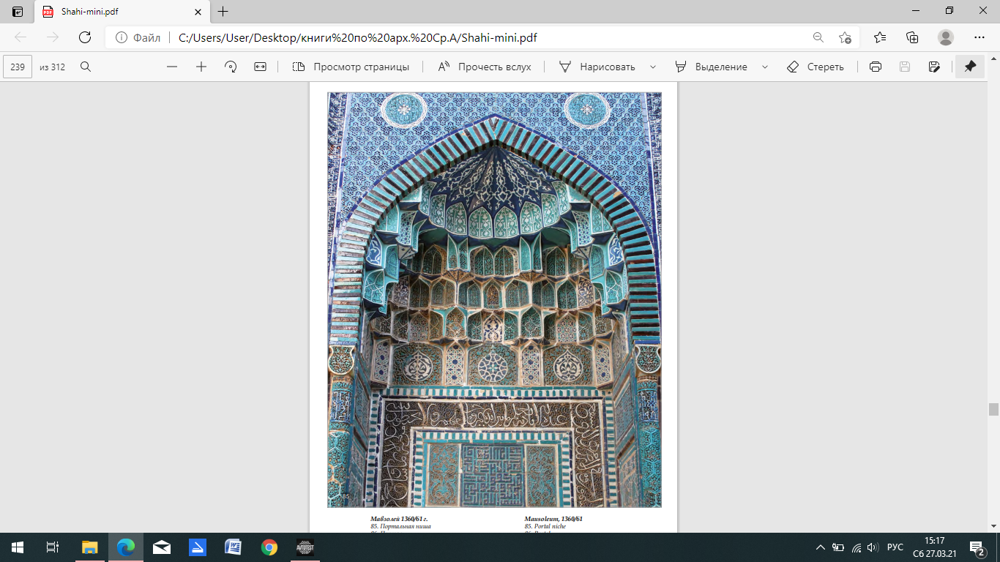 Shahi-mini.pdf
Файл
C:/Users/User/Desktop/книги%20по%20арх.%20Ср.А/Shahi-mini.pdf
239 из 312
Просмотр страницы
Прочесть вслух
Нарисовать
Выделение
Стереть
85
Мавзолей 1360/61 г.
85. Портальная ниша
Mausoleum, 1360/61
85. Portal niche
AVTOTEST
РУС
15:17
Сб 27.03.21
2